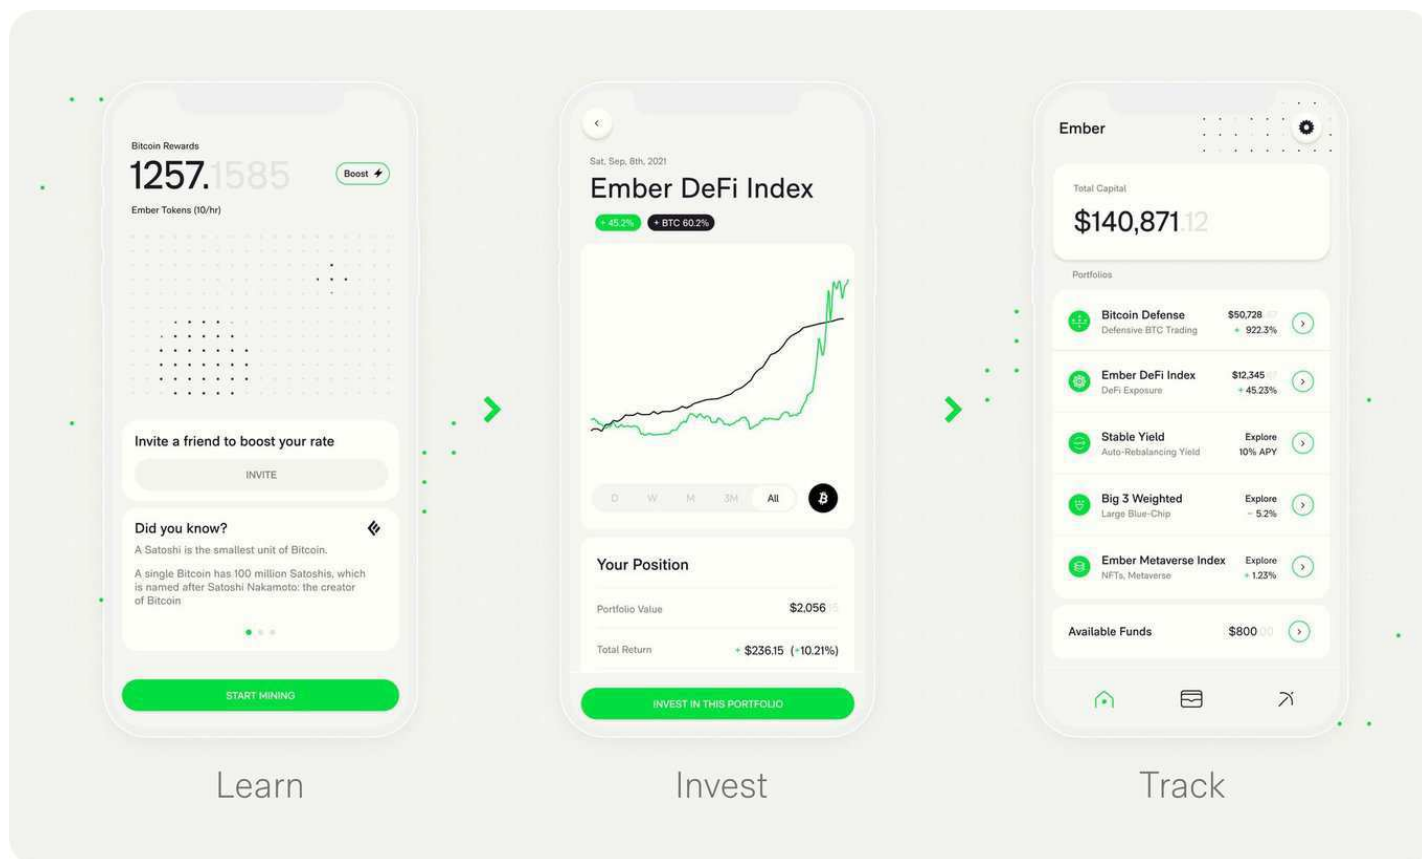 Bitcoin Rewards
1257.1585
Boost
Ember Tokens (10/hr)
Invite a friend to boost your rate
INVITE
Did you know?
A Satoshi is the smallest unit of Bitcoin.
A single Bitcoin has 100 million Satoshis, which
is named after Satoshi Nakamoto: the creator
of Bitcoin
START MINING
Learn
Sat, Sep, 8th, 2021
Ember DeFi Index
+ 45.2% + BTC 60.2%
D W M 3M All
Your Position
Portfolio Value $2,056
Total Return + $236.15 (+10.21%)
INVEST IN THIS PORTFOLIO
Invest
Ember
Total Capital
$140,871.12
Portfolios
Bitcoin Defense $50,728
Defensive BTC Trading + 922.3%
Ember DeFi Index $12,345
DeFi Exposure + 45.23%
Stable Yield Explore
Auto-Rebalancing Yield 10% APY
Big 3 Weighted Explore
Large Blue-Chip - 5.2%
Ember Metaverse Index Explore
NFTs, Metaverse + 1.23%
Available Funds $800.00
Track